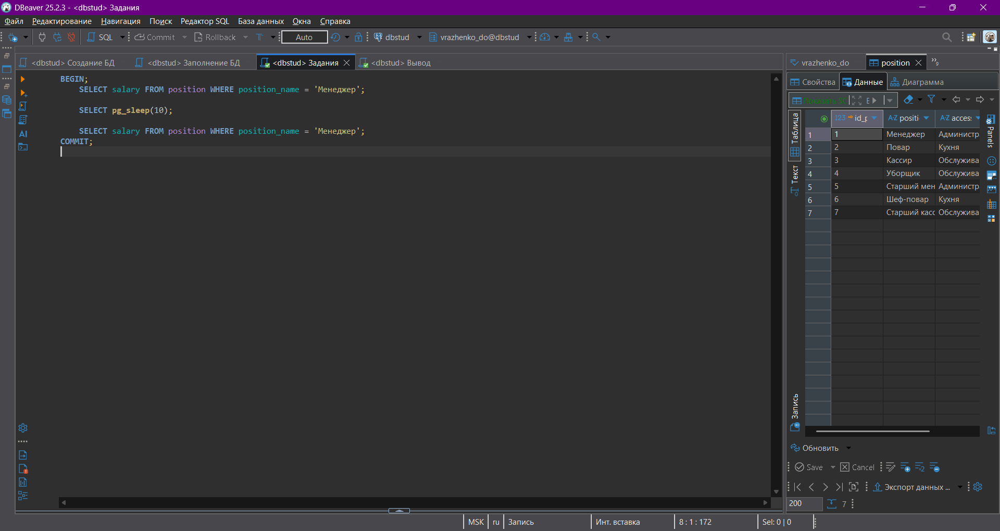 DBeaver 25.2.3 - <dbstud> Задания
Файл Редактирование Навигация Поиск Редактор SQL База данных Окна Справка
SQL Commit Rollback Auto dbstud vrazhenko_do@dbstud
<dbstud> Создание БД <dbstud> Заполнение БД <dbstud> Задания <dbstud> Вывод
BEGIN;
SELECT salary FROM position WHERE position_name = 'Менеджер';
SELECT pg_sleep(10);
SELECT salary FROM position WHERE position_name = 'Менеджер';
COMMIT;
AI
vrazhenko_do position 9
Свойства Данные Диаграмма
Показать SQ
Таблица
Текст
Запись
123 id_p A-Z positi A-Z acces
1 1 Менеджер Администр
2 2 Повар Кухня
3 3 Кассир Обслужива
4 4 Уборщик Обслужива
5 5 Старший мен Администр
6 6 Шеф-повар Кухня
7 7 Старший касс Обслужива
Panels
Обновить
Save Cancel
Экспорт данных ...
200 7
MSK ru Запись Инт. вставка 8 : 1 : 172 Sel: 0 | 0